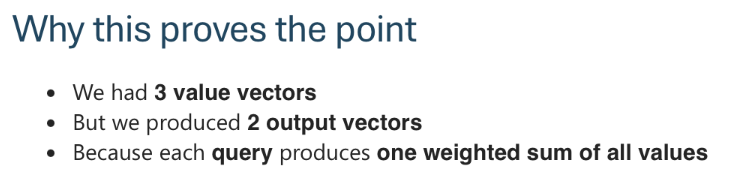 Why this proves the point
• We had 3 value vectors
• But we produced 2 output vectors
• Because each query produces one weighted sum of all values